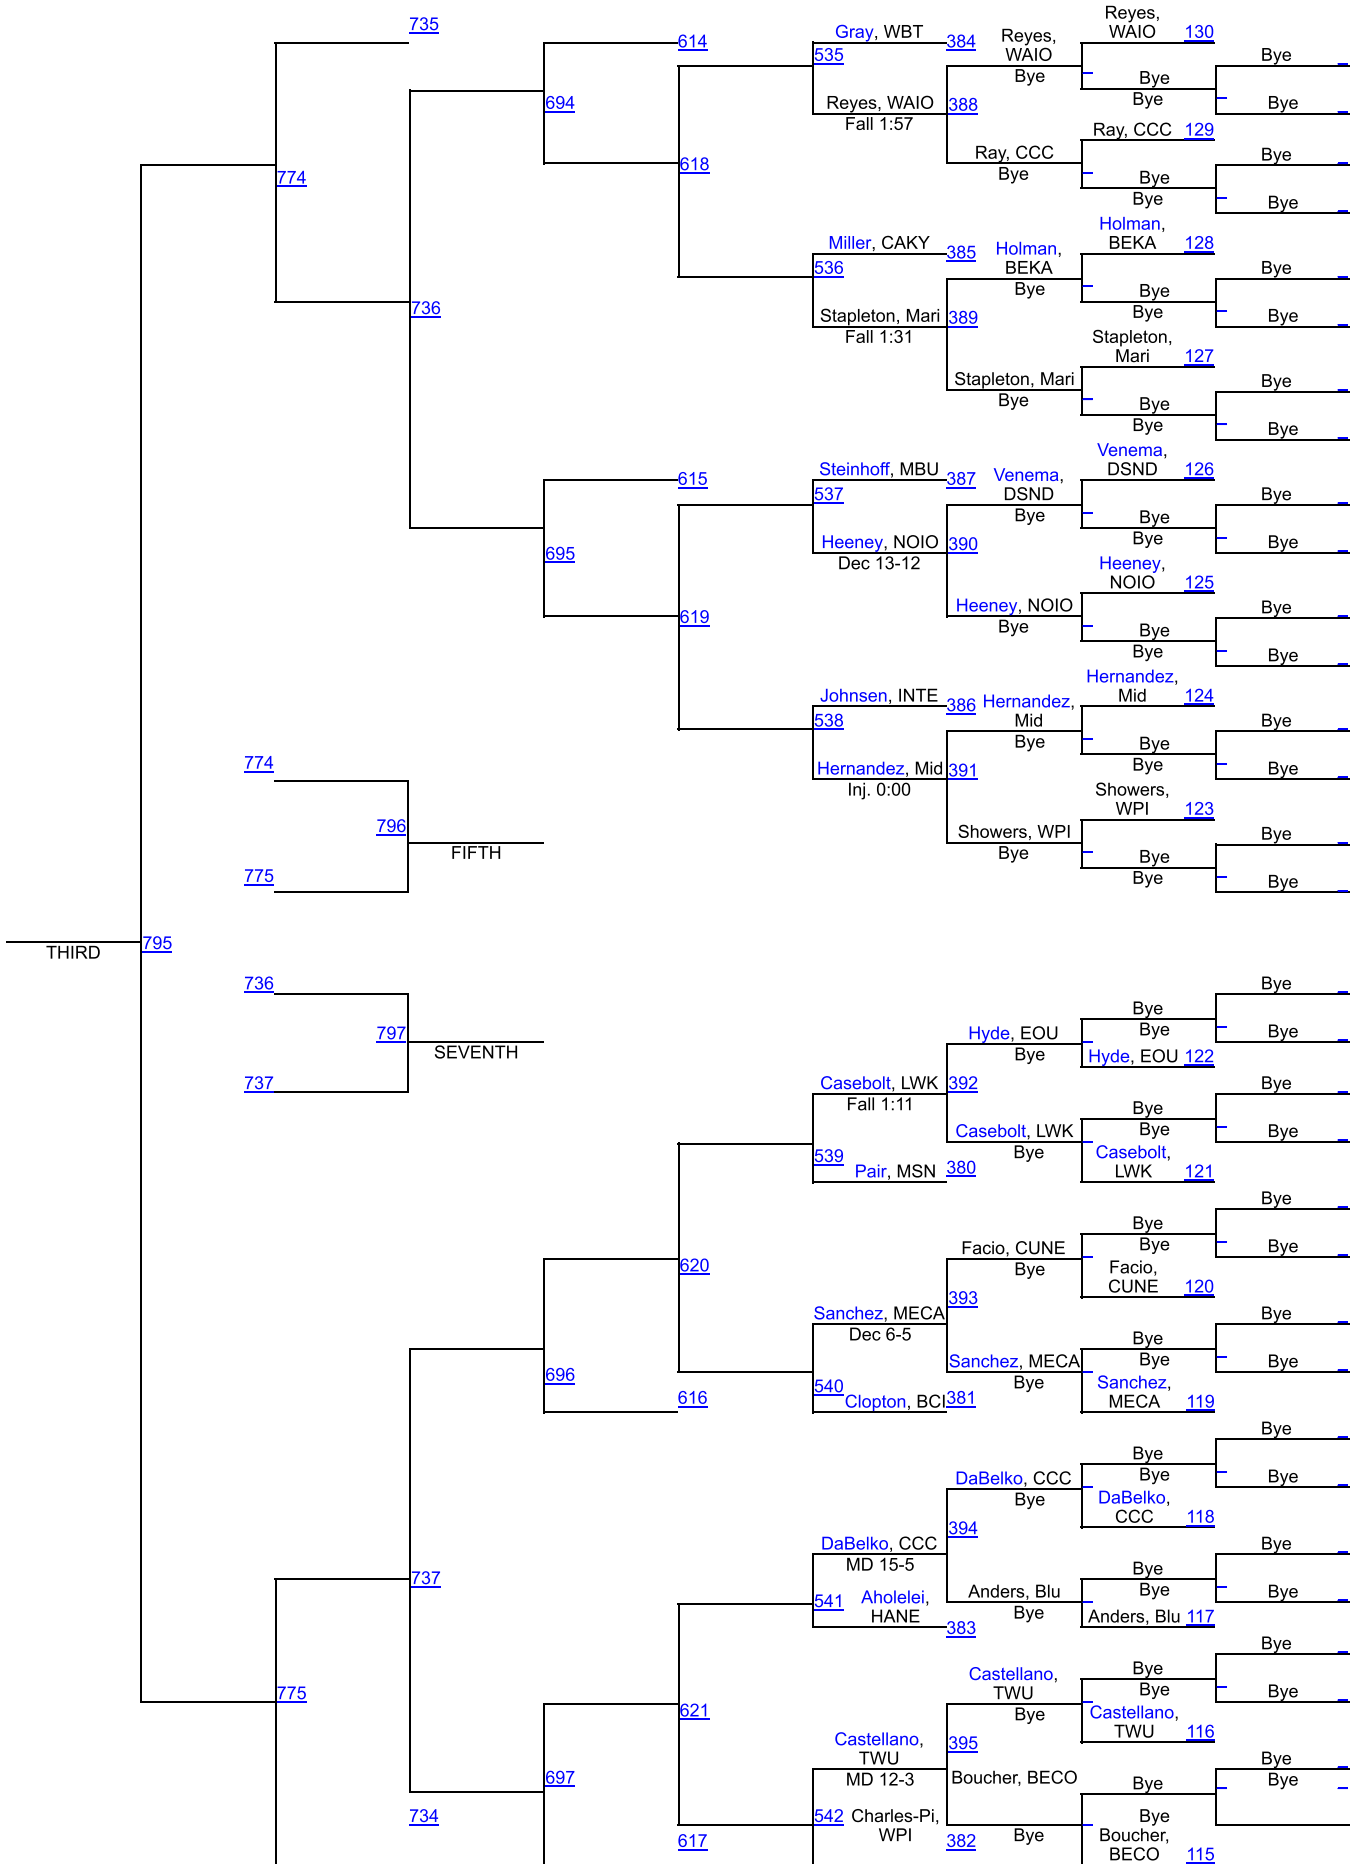 735
614
Gray, WBT
384
Reyes,
WAIO
Reyes,
WAIO
130
535
Bye
Bye
Bye
Bye
Bye
694
Reyes, WAIO
Fall 1:57
388
Ray, CCC
129
774
618
Ray, CCC
Bye
Bye
Bye
Bye
Bye
Miller, CAKY
385
Holman,
BEKA
Holman,
BEKA
128
536
Bye
Bye
Bye
Bye
Bye
736
Stapleton, Mari
Fall 1:31
389
Stapleton,
Mari
127
Stapleton, Mari
Bye
Bye
Bye
Bye
Bye
615
Steinhoff, MBU
387
Venema,
DSND
Venema,
DSND
126
537
Bye
Bye
Bye
Bye
Bye
695
Heeney, NOIO
Dec 13-12
390
Heeney,
NOIO
125
619
Heeney, NOIO
Bye
Bye
Bye
Bye
Bye
Johnsen, INTE
386
Hernandez,
Mid
Hernandez,
Mid
124
538
Bye
Bye
Bye
Bye
Bye
774
Hernandez, Mid
Inj. 0:00
391
Showers,
WPI
123
796
FIFTH
Showers, WPI
Bye
Bye
Bye
Bye
Bye
775
THIRD
795
736
Bye
Bye
797
SEVENTH
Hyde, EOU
Bye
Bye
Bye
Hyde, EOU
122
737
Casebolt, LWK
Fall 1:11
392
Bye
Bye
Casebolt, LWK
Bye
Bye
Bye
539
Casebolt,
LWK
121
Pair, MSN
380
Bye
Bye
620
Facio, CUNE
Bye
Bye
Bye
Facio,
CUNE
120
393
Sanchez, MECA
Dec 6-5
Bye
Bye
696
Sanchez, MECA
Bye
Bye
Bye
540
Sanchez,
MECA
119
616
Clopton, BCI
381
Bye
Bye
DaBelko, CCC
Bye
Bye
Bye
DaBelko,
CCC
118
394
DaBelko, CCC
MD 15-5
Bye
Bye
737
Anders, Blu
Bye
Bye
Bye
541
Aholelei,
HANE
383
Anders, Blu
117
Bye
Bye
775
621
Castellano,
TWU
Bye
Bye
Bye
Castellano,
TWU
116
Castellano,
TWU
MD 12-3
395
Bye
Bye
697
Boucher, BECO
Bye
Bye
734
542
Charles-Pi,
WPI
617
382
Bye
Boucher,
BECO
115